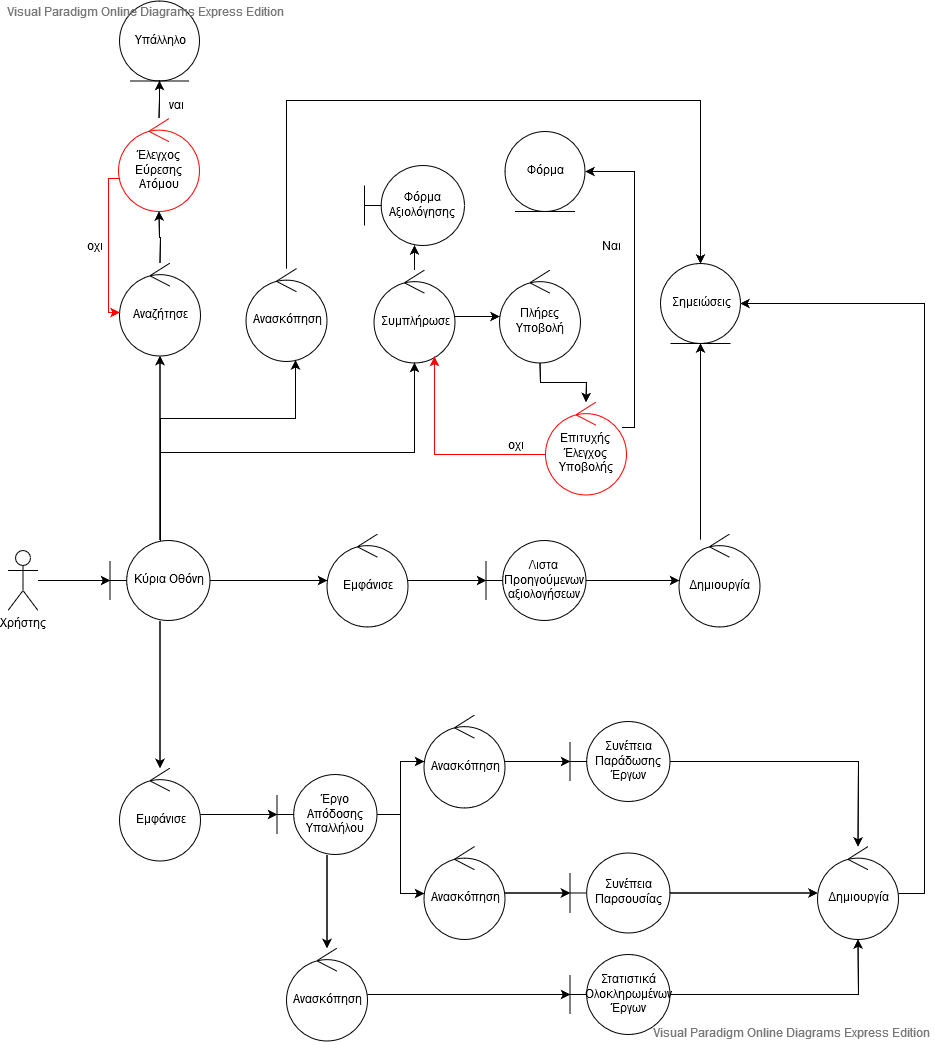 Visual Paradigm Online Diagrams Express Edition
Υπάλληλο
ναι
Έλεγχος
Εύρεσης
Ατόμου
οχι
Αναζήτησε
Ανασκόπηση
Φόρμα
Αξιολόγησης
Συμπλήρωσε
Πλήρες
Υποβολή
Φόρμα
Ναι
Σημειώσεις
Επιτυχής
Έλεγχος
Υποβολής
οχι
Χρήστης
Κύρια Οθόνη
Εμφάνισε
Λιστα
Προηγούμενων
αξιολογήσεων
Δημιουργία
Εμφάνισε
Έργο
Απόδοσης
Υπαλλήλου
Ανασκόπηση
Συνέπεια
Παράδωσης
Έργων
Ανασκόπηση
Συνέπεια
Παρσουσίας
Δημιουργία
Ανασκόπηση
Στατιστικά
Ολοκληρωμένων
Έργων
Visual Paradigm Online Diagrams Express Edition